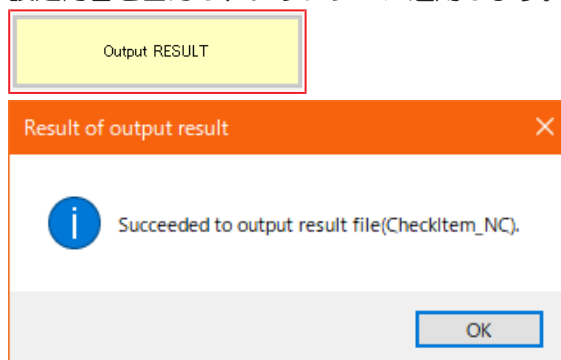 Output RESULT
Result of output result
Succeeded to output result file(CheckItem_NC).
OK